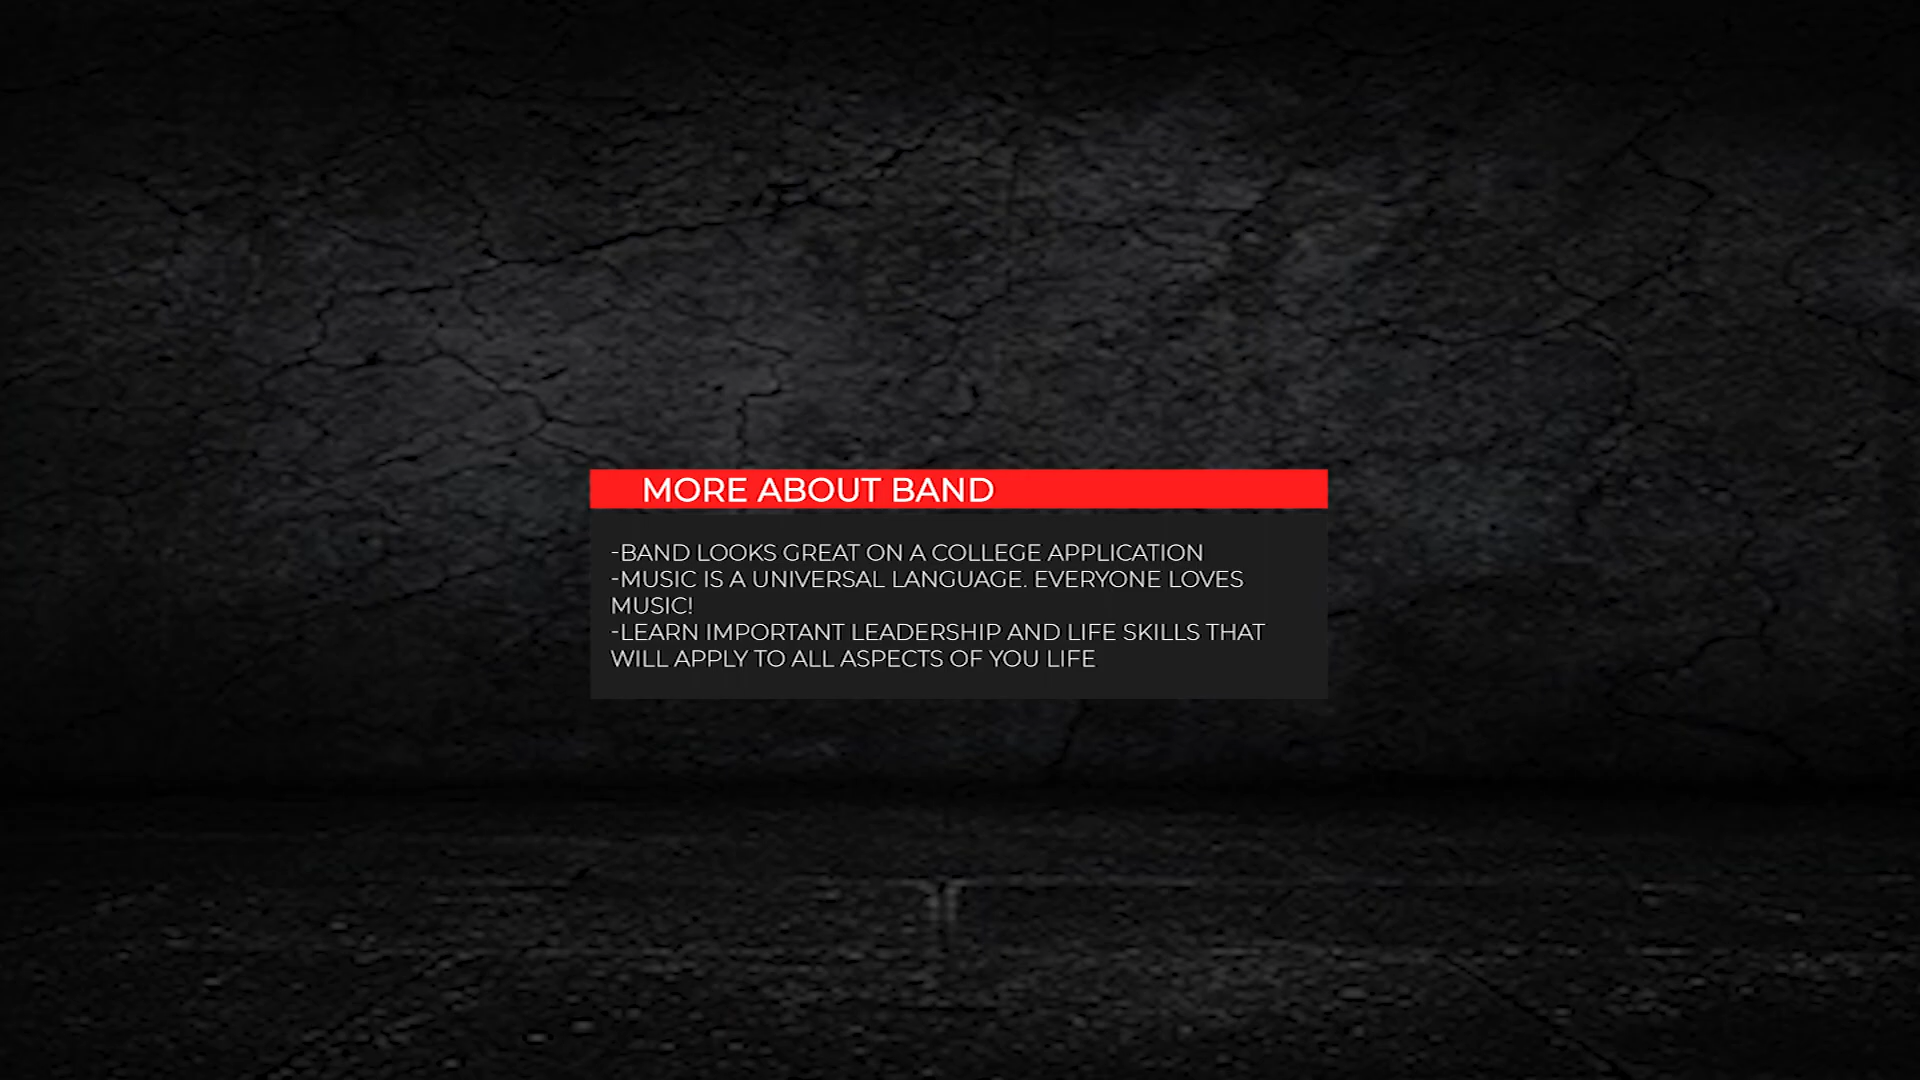 MORE ABOUT BAND
-BAND LOOKS GREAT ON A COLLEGE APPLICATION
-MUSIC IS A UNIVERSAL LANGUAGE. EVERYONE LOVES
MUSIC!
-LEARN IMPORTANT LEADERSHIP AND LIFE SKILLS THAT
WILL APPLY TO ALL ASPECTS OF YOU LIFE